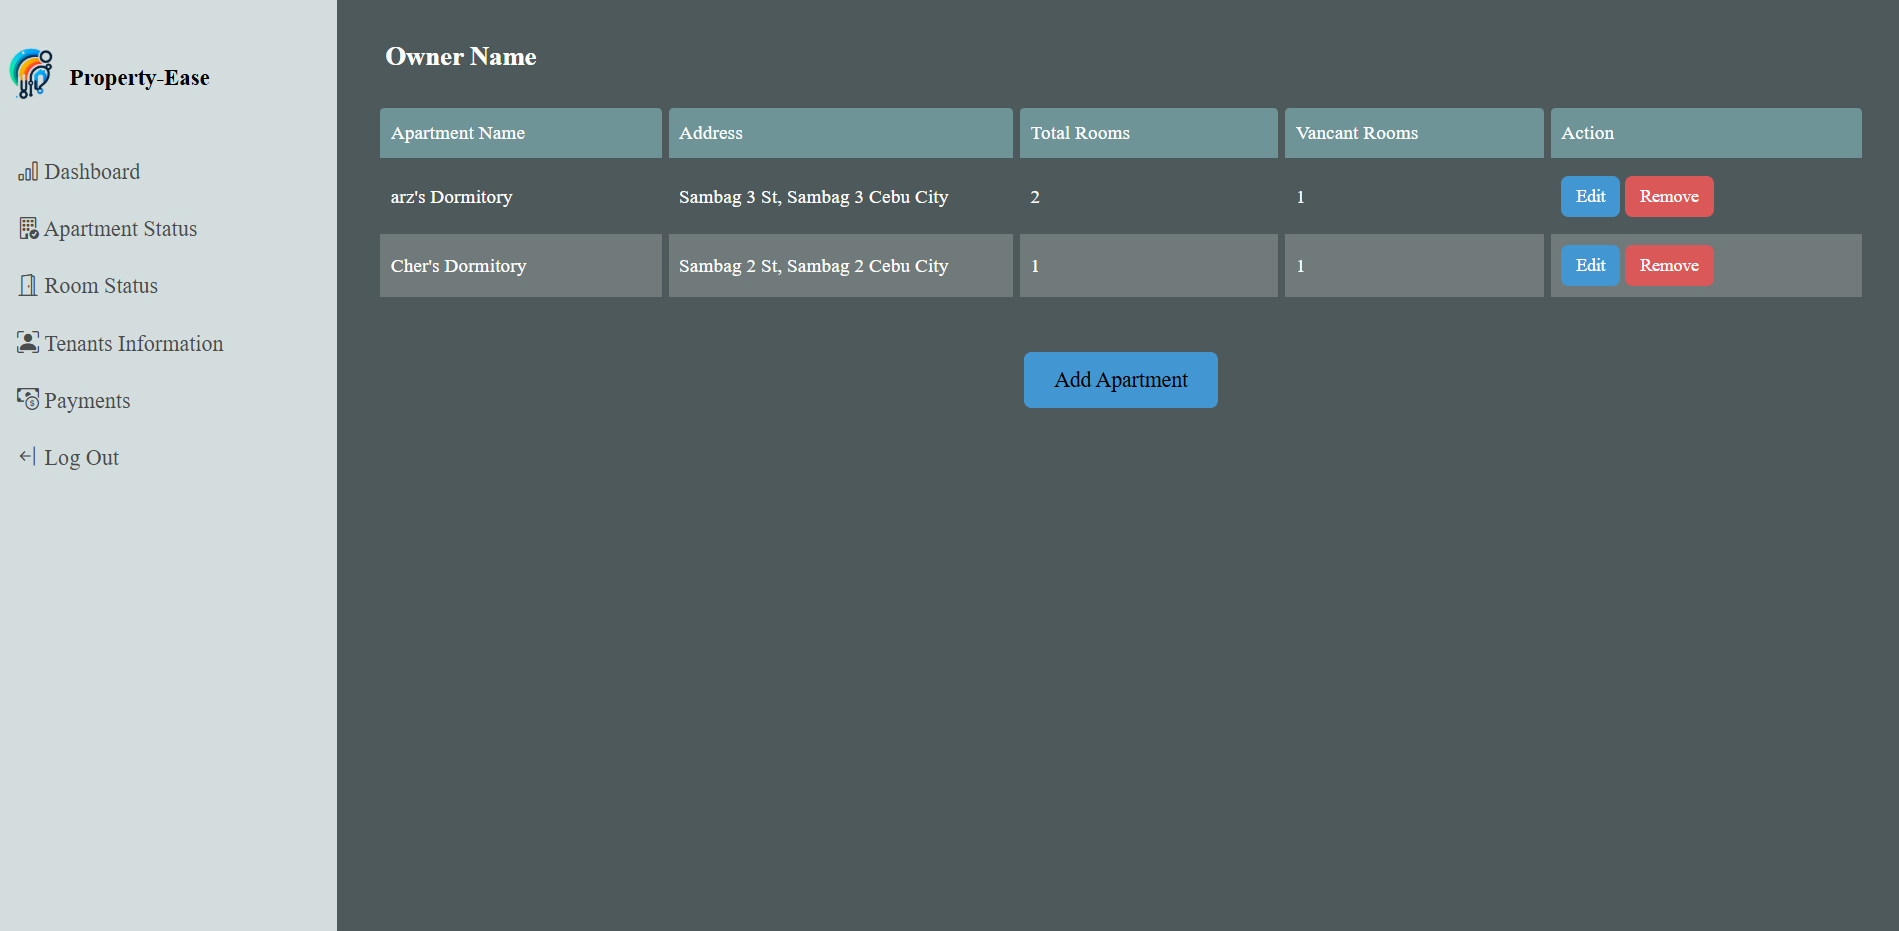 Property-Ease
Dashboard
Apartment Status
Room Status
Tenants Information
Payments
Log Out
Owner Name
Apartment Name Address Total Rooms Vancant Rooms Action
arz's Dormitory Sambag 3 St, Sambag 3 Cebu City 2 1 Edit Remove
Cher's Dormitory Sambag 2 St, Sambag 2 Cebu City 1 1 Edit Remove
Add Apartment